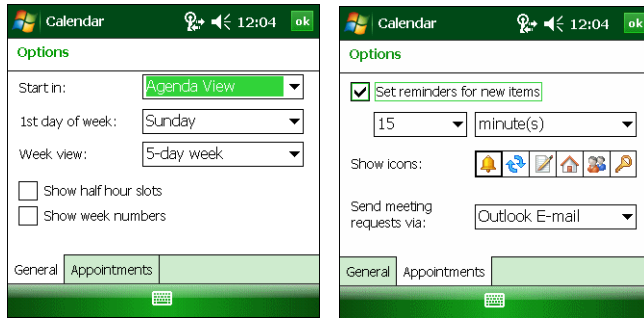 Calendar 12:04 ok
Options
Start in: Agenda View
1st day of week: Sunday
Week view: 5-day week
Show half hour slots
Show week numbers
General Appointments
Calendar 12:04 ok
Options
Set reminders for new items
15 minute(s)
Show icons:
Send meeting
requests via: Outlook E-mail
General Appointments